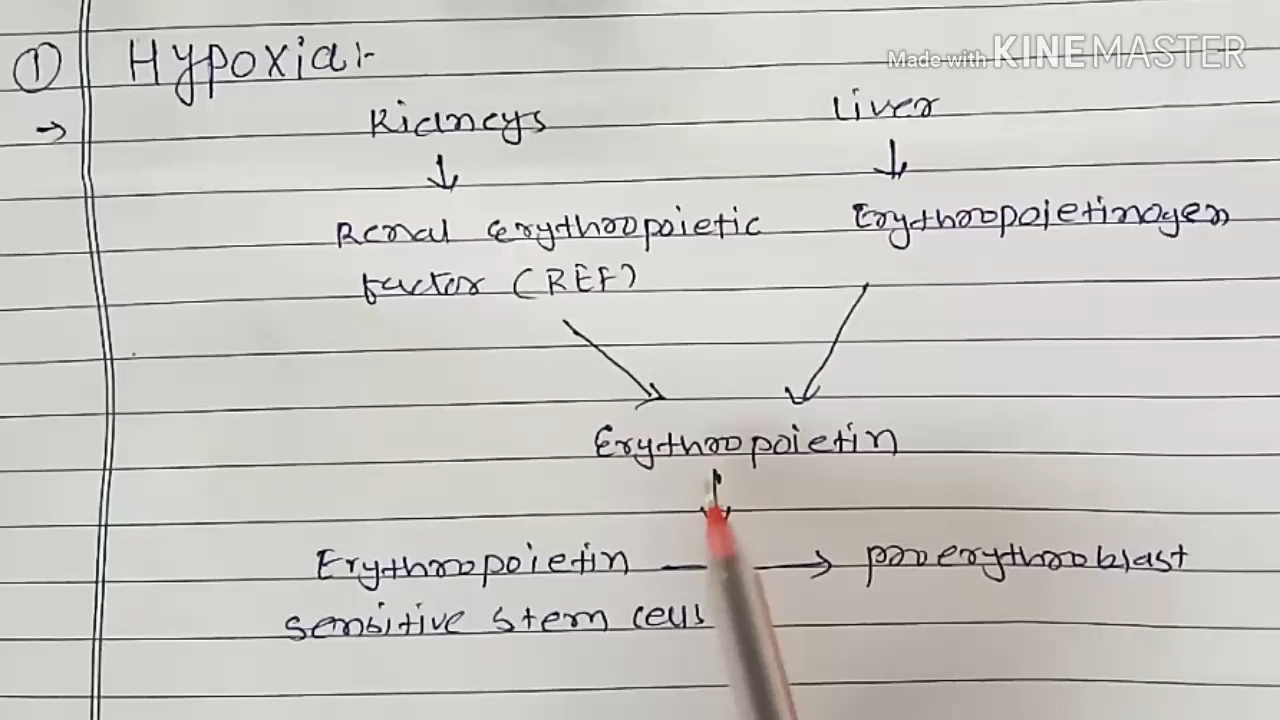 ① Hypoxia:-
Made with KINEMASTER
→ Kidneys Liver
↓ ↓
Renal erythropoietic Erythropoietinogen
factor (REF)
Erythropoietin
↓
Erythropoietin → proerythroblast
sensitive stem cells